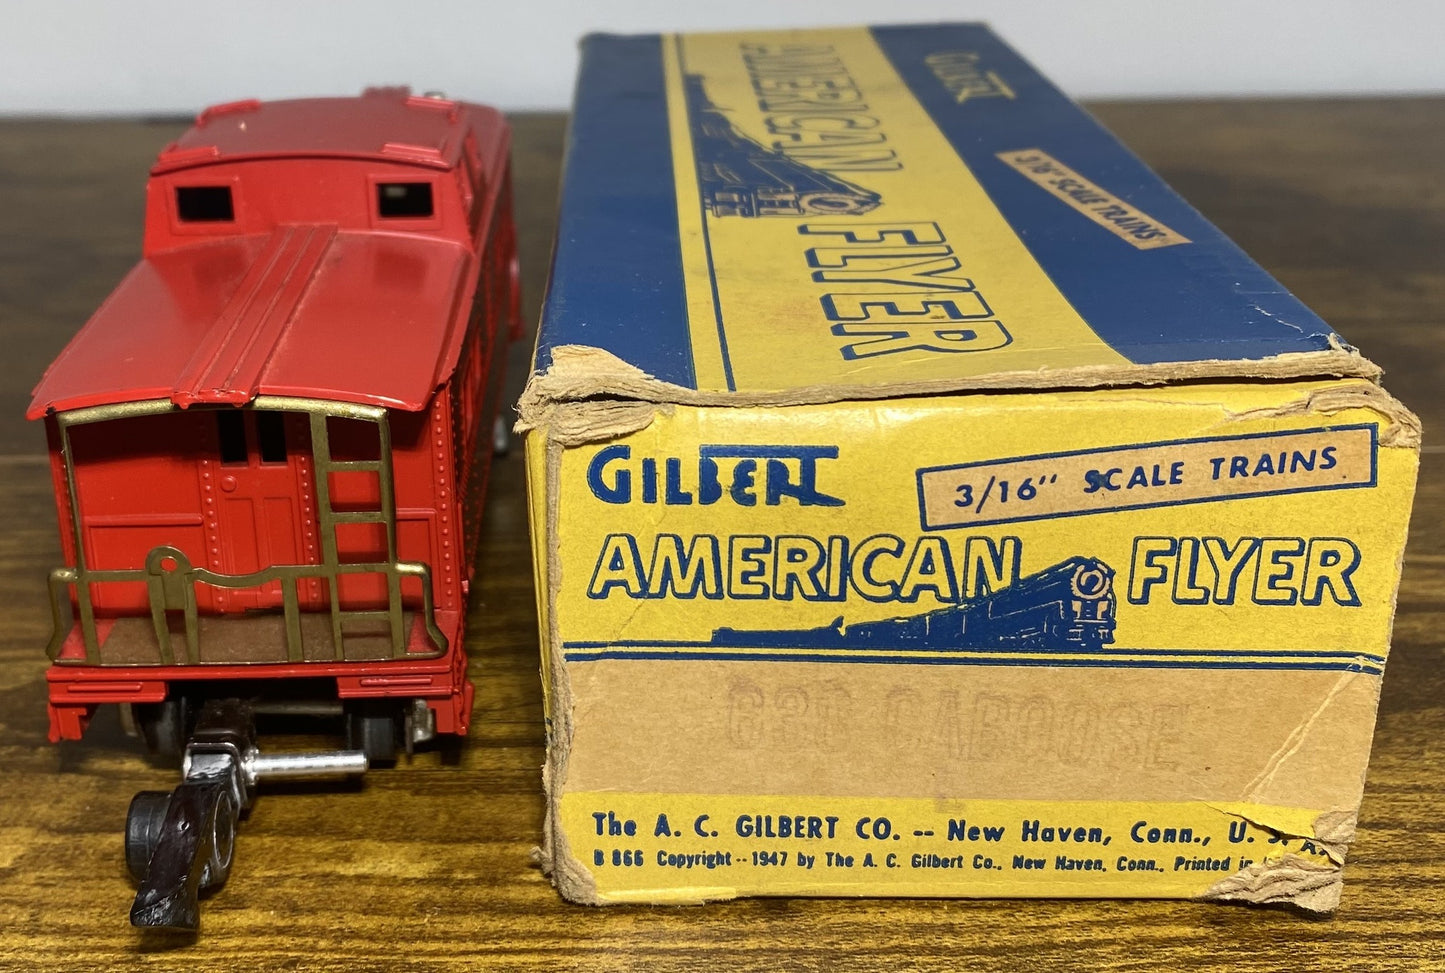 GILBERT
3/16" SCALE TRAINS
AMERICAN FLYER
GILBERT
3/16" SCALE TRAINS
AMERICAN FLYER
CABOOSE
The A. C. GILBERT CO. -- New Haven, Conn., U. S. A.
B 866 Copyright -- 1947 by The A. C. Gilbert Co., New Haven, Conn., Printed in